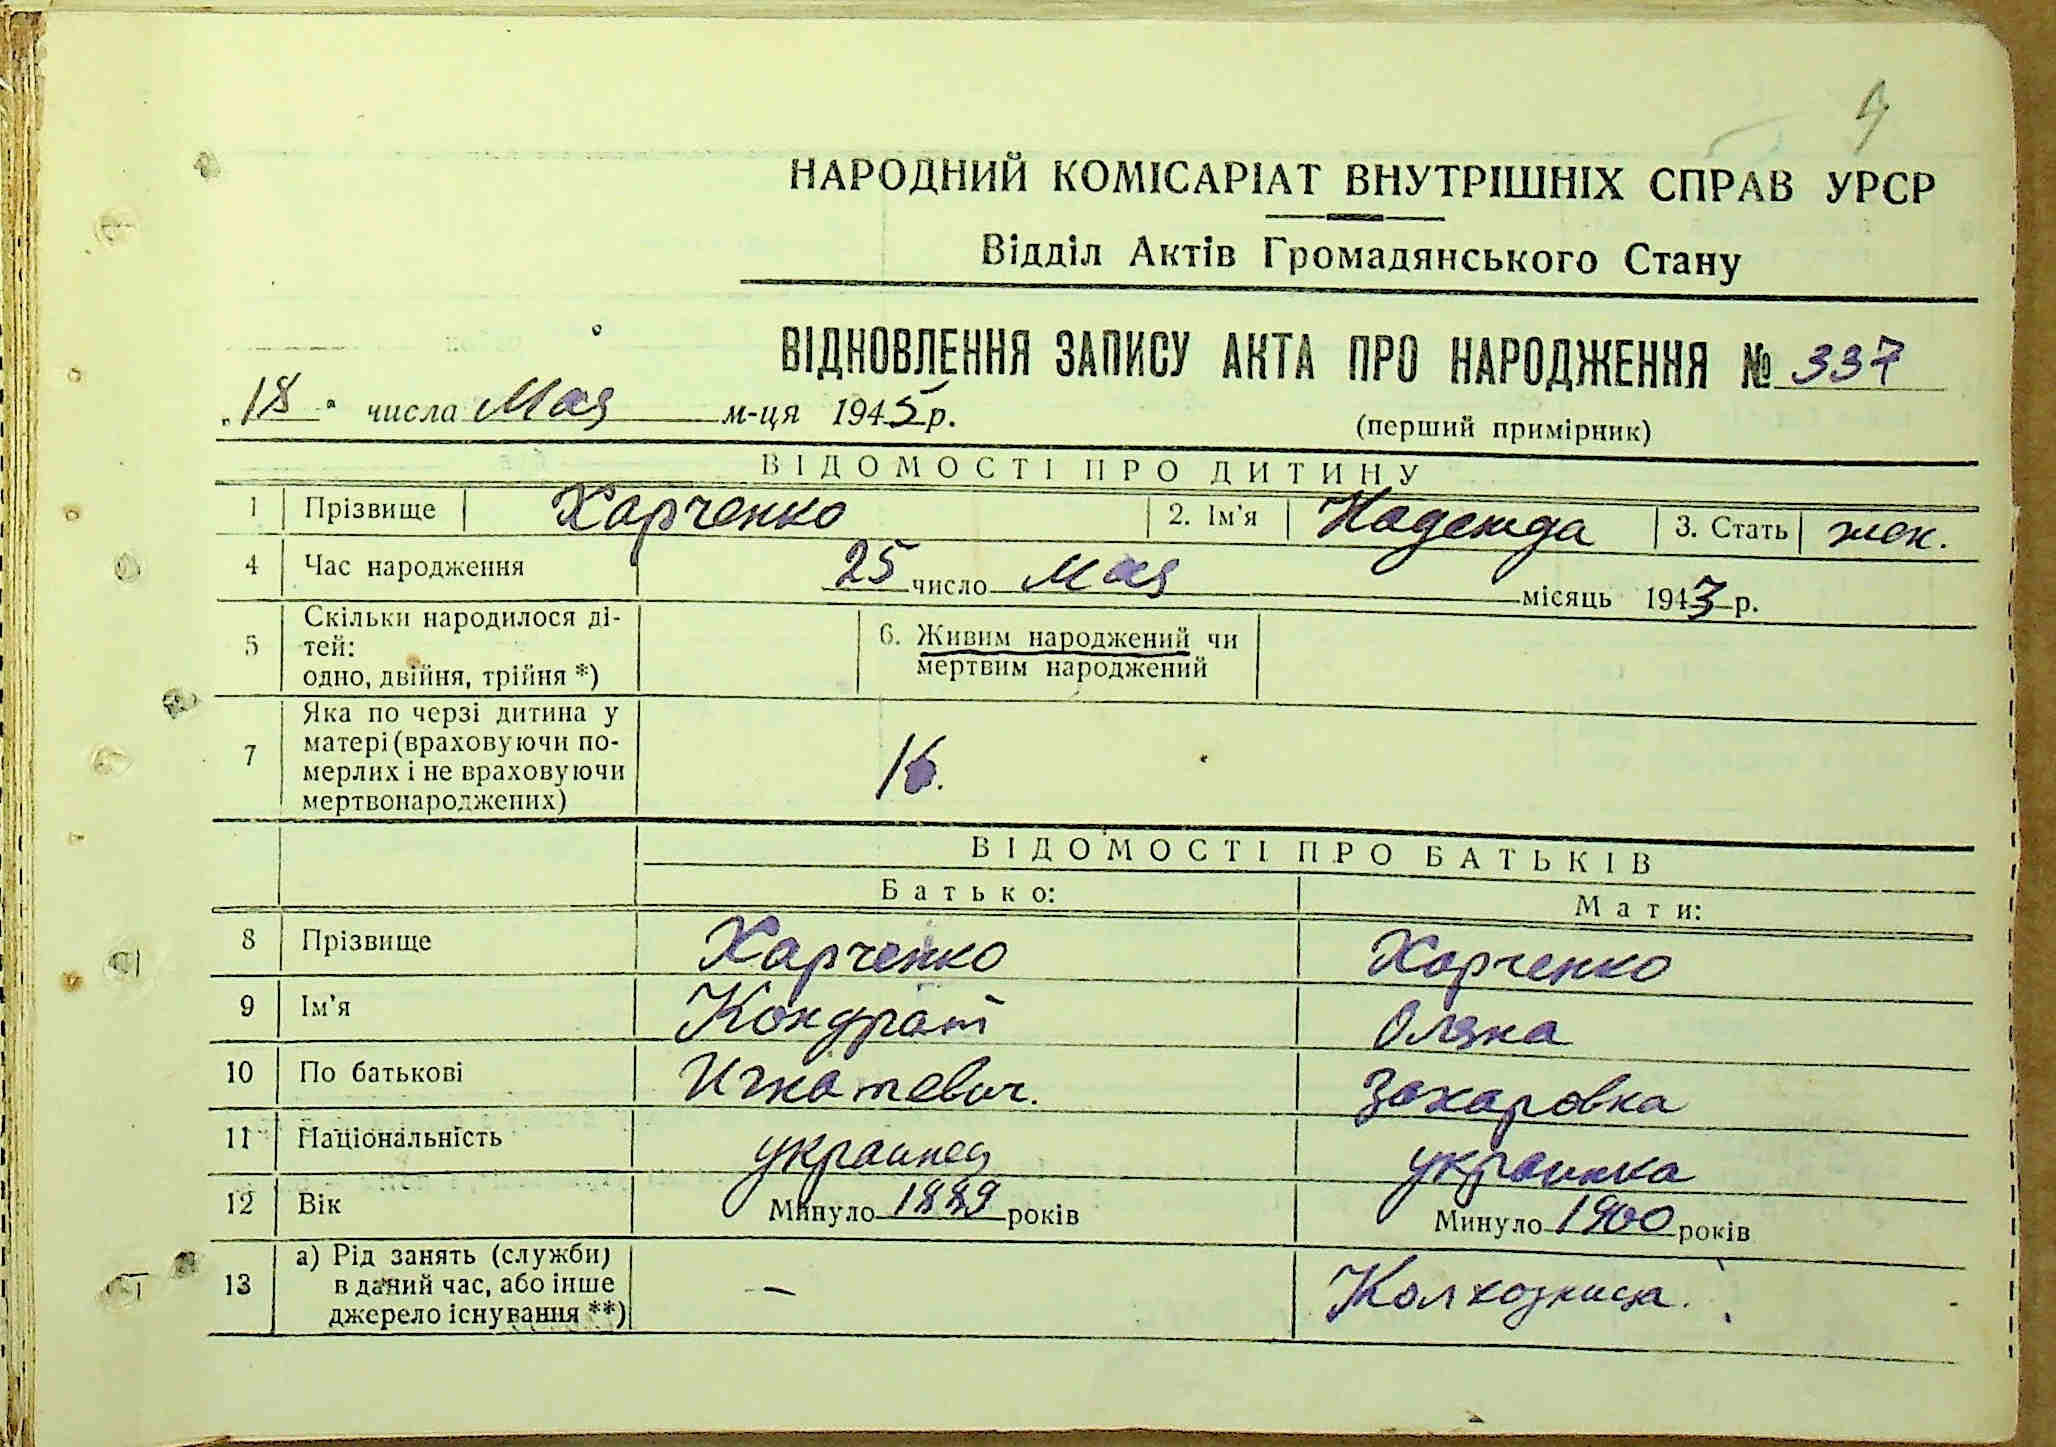 НАРОДНИЙ КОМІСАРІАТ ВНУТРІШНІХ СПРАВ УРСР
Відділ Актів Громадянського Стану
ВІДНОВЛЕННЯ ЗАПИСУ АКТА ПРО НАРОДЖЕННЯ № 337
„18" числа Мая м-ця 1945 р. (перший примірник)
ВІДОМОСТІ ПРО ДИТИНУ
1 Прізвище Харченко 2. Ім'я Надежда 3. Стать жен.
4 Час народження 25 число Мая місяць 1943 р.
5 Скільки народилося ді-
тей:
одно, двійня, трійня *)
6. Живим народжений чи
мертвим народжений
7 Яка по черзі дитина у
матері (враховуючи по-
мерлих і не враховуючи
мертвонароджених)
16.
ВІДОМОСТІ ПРО БАТЬКІВ
Батько: Мати:
8 Прізвище Харченко Харченко
9 Ім'я Кондрат Оляна
10 По батькові Игнатевич. Захаровна
11 Національність украинец украинка
12 Вік Минуло 1889 років Минуло 1900 років
13 а) Рід занять (служби)
в даний час, або інше
джерело існування **)
— Колхозница.